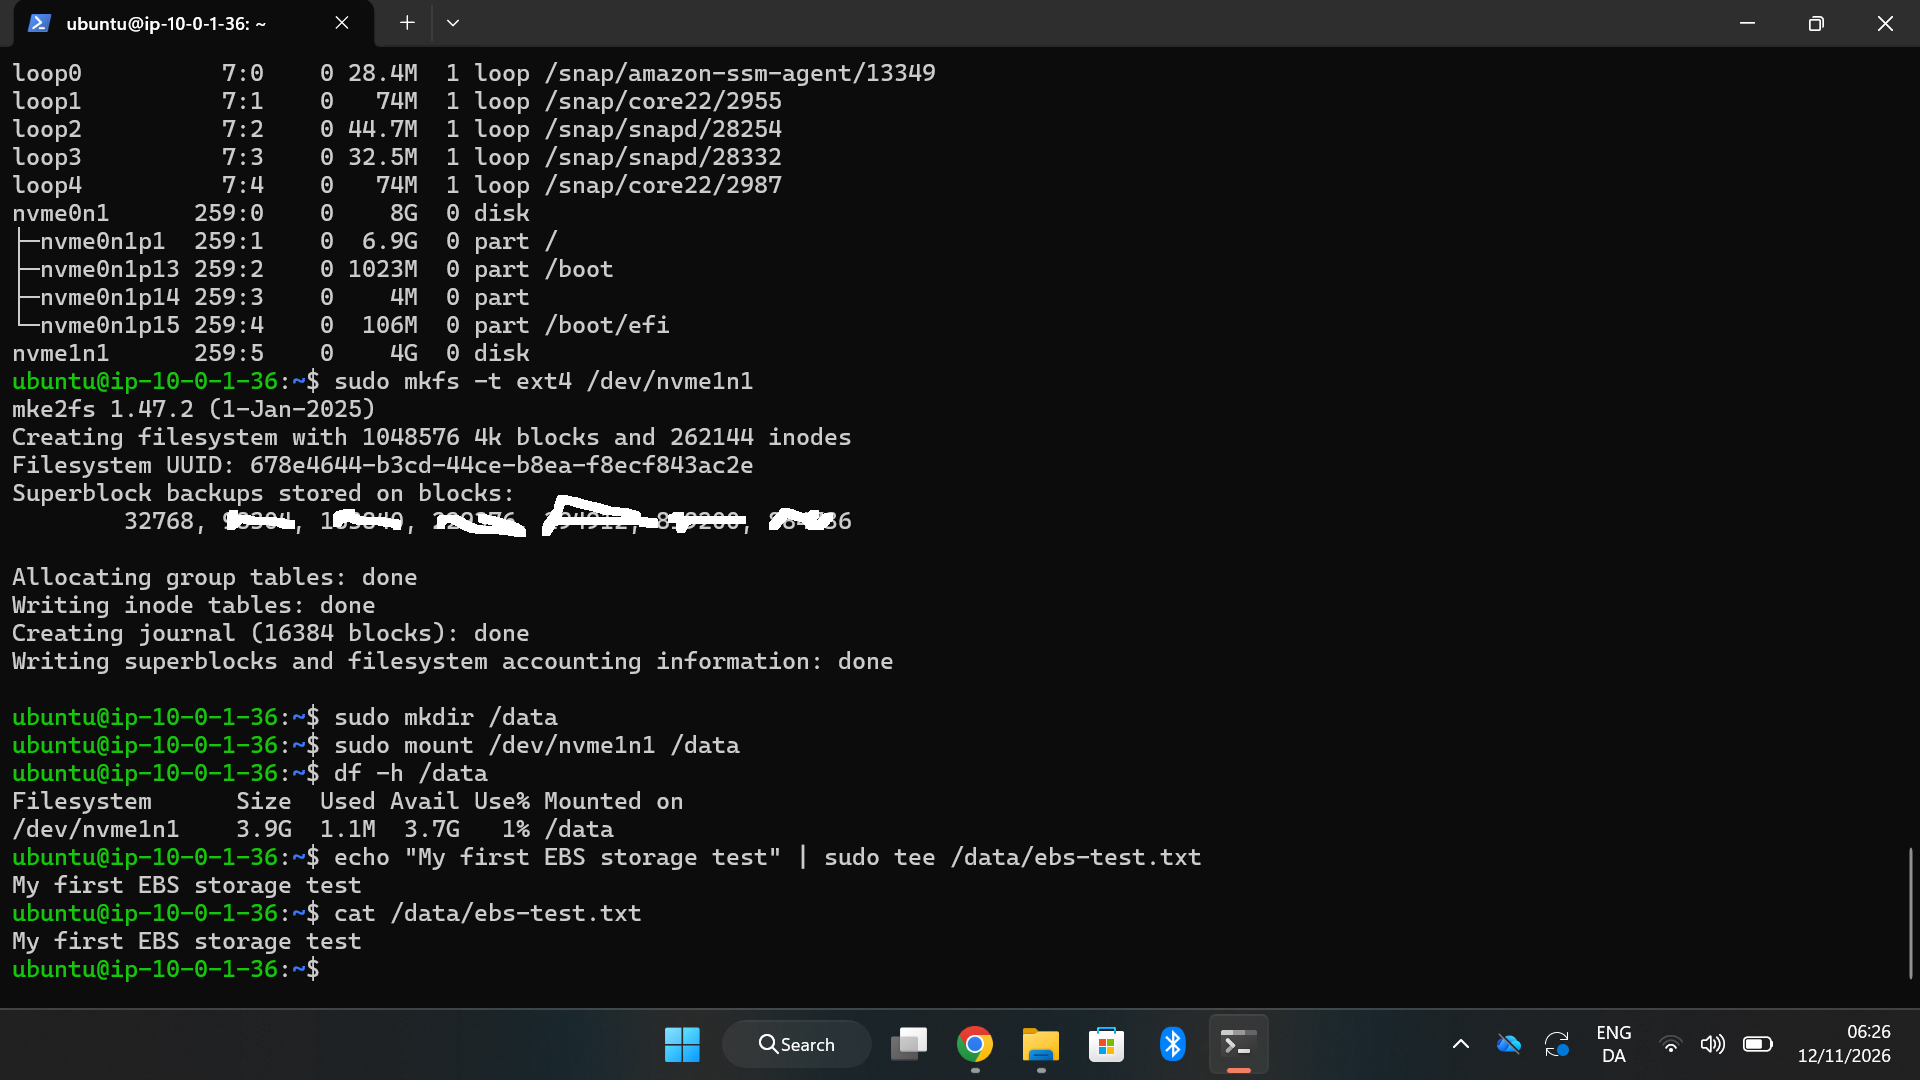 ubuntu@ip-10-0-1-36: ~
loop0 7:0 0 28.4M 1 loop /snap/amazon-ssm-agent/13349
loop1 7:1 0 74M 1 loop /snap/core22/2955
loop2 7:2 0 44.7M 1 loop /snap/snapd/28254
loop3 7:3 0 32.5M 1 loop /snap/snapd/28332
loop4 7:4 0 74M 1 loop /snap/core22/2987
nvme0n1 259:0 0 8G 0 disk
├─nvme0n1p1 259:1 0 6.9G 0 part /
├─nvme0n1p13 259:2 0 1023M 0 part /boot
├─nvme0n1p14 259:3 0 4M 0 part
└─nvme0n1p15 259:4 0 106M 0 part /boot/efi
nvme1n1 259:5 0 4G 0 disk
ubuntu@ip-10-0-1-36:~$ sudo mkfs -t ext4 /dev/nvme1n1
mke2fs 1.47.2 (1-Jan-2025)
Creating filesystem with 1048576 4k blocks and 262144 inodes
Filesystem UUID: 678e4644-b3cd-44ce-b8ea-f8ecf843ac2e
Superblock backups stored on blocks:
32768,
Allocating group tables: done
Writing inode tables: done
Creating journal (16384 blocks): done
Writing superblocks and filesystem accounting information: done
ubuntu@ip-10-0-1-36:~$ sudo mkdir /data
ubuntu@ip-10-0-1-36:~$ sudo mount /dev/nvme1n1 /data
ubuntu@ip-10-0-1-36:~$ df -h /data
Filesystem Size Used Avail Use% Mounted on
/dev/nvme1n1 3.9G 1.1M 3.7G 1% /data
ubuntu@ip-10-0-1-36:~$ echo "My first EBS storage test" | sudo tee /data/ebs-test.txt
My first EBS storage test
ubuntu@ip-10-0-1-36:~$ cat /data/ebs-test.txt
My first EBS storage test
ubuntu@ip-10-0-1-36:~$
Search
ENG
DA
06:26
12/11/2026